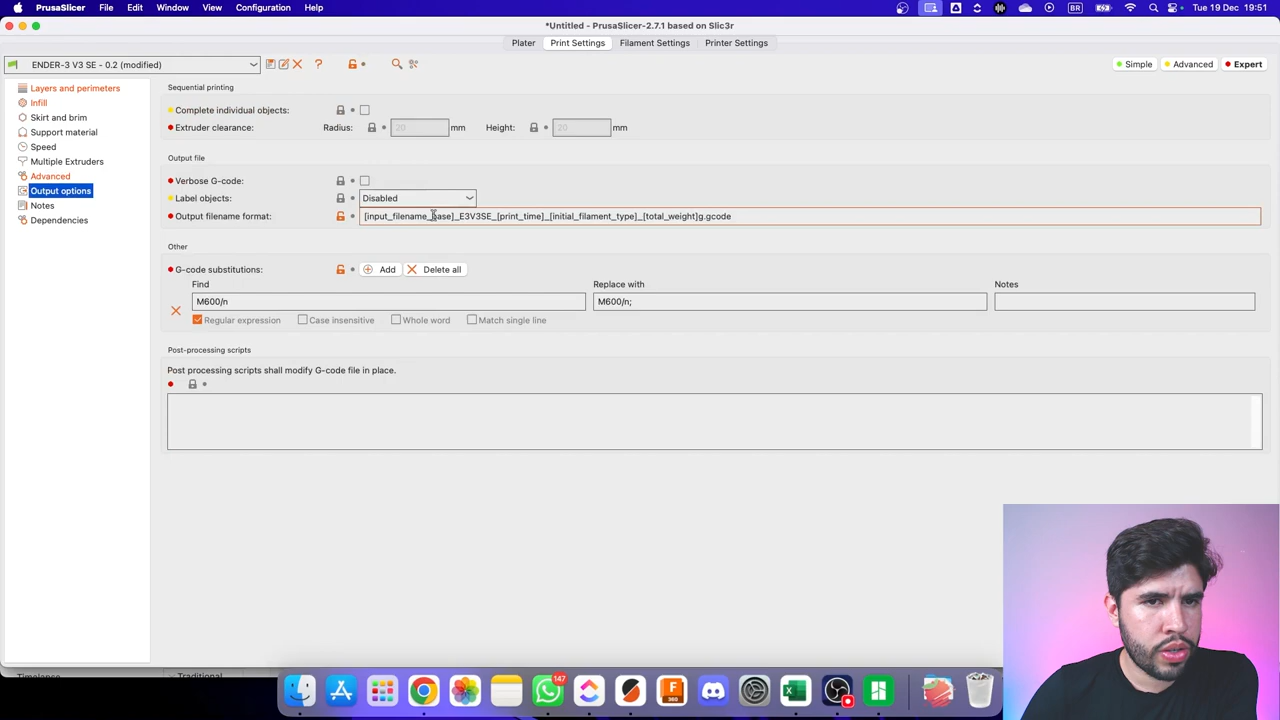 PrusaSlicer File Edit Window View Configuration Help BR Tue 19 Dec 19:51
*Untitled - PrusaSlicer-2.7.1 based on Slic3r
Plater Print Settings Filament Settings Printer Settings
ENDER-3 V3 SE - 0.2 (modified) ? Simple Advanced Expert
Layers and perimeters
Infill
Skirt and brim
Support material
Speed
Multiple Extruders
Advanced
Output options
Notes
Dependencies
Sequential printing
Complete individual objects:
Extruder clearance: Radius: 20 mm Height: 20 mm
Output file
Verbose G-code:
Label objects: Disabled
Output filename format: [input_filename_base]_E3V3SE_[print_time]_[initial_filament_type]_[total_weight]g.gcode
Other
G-code substitutions: Add Delete all
Find Replace with Notes
M600/n M600/n;
Regular expression Case insensitive Whole word Match single line
Post-processing scripts
Post processing scripts shall modify G-code file in place.
147